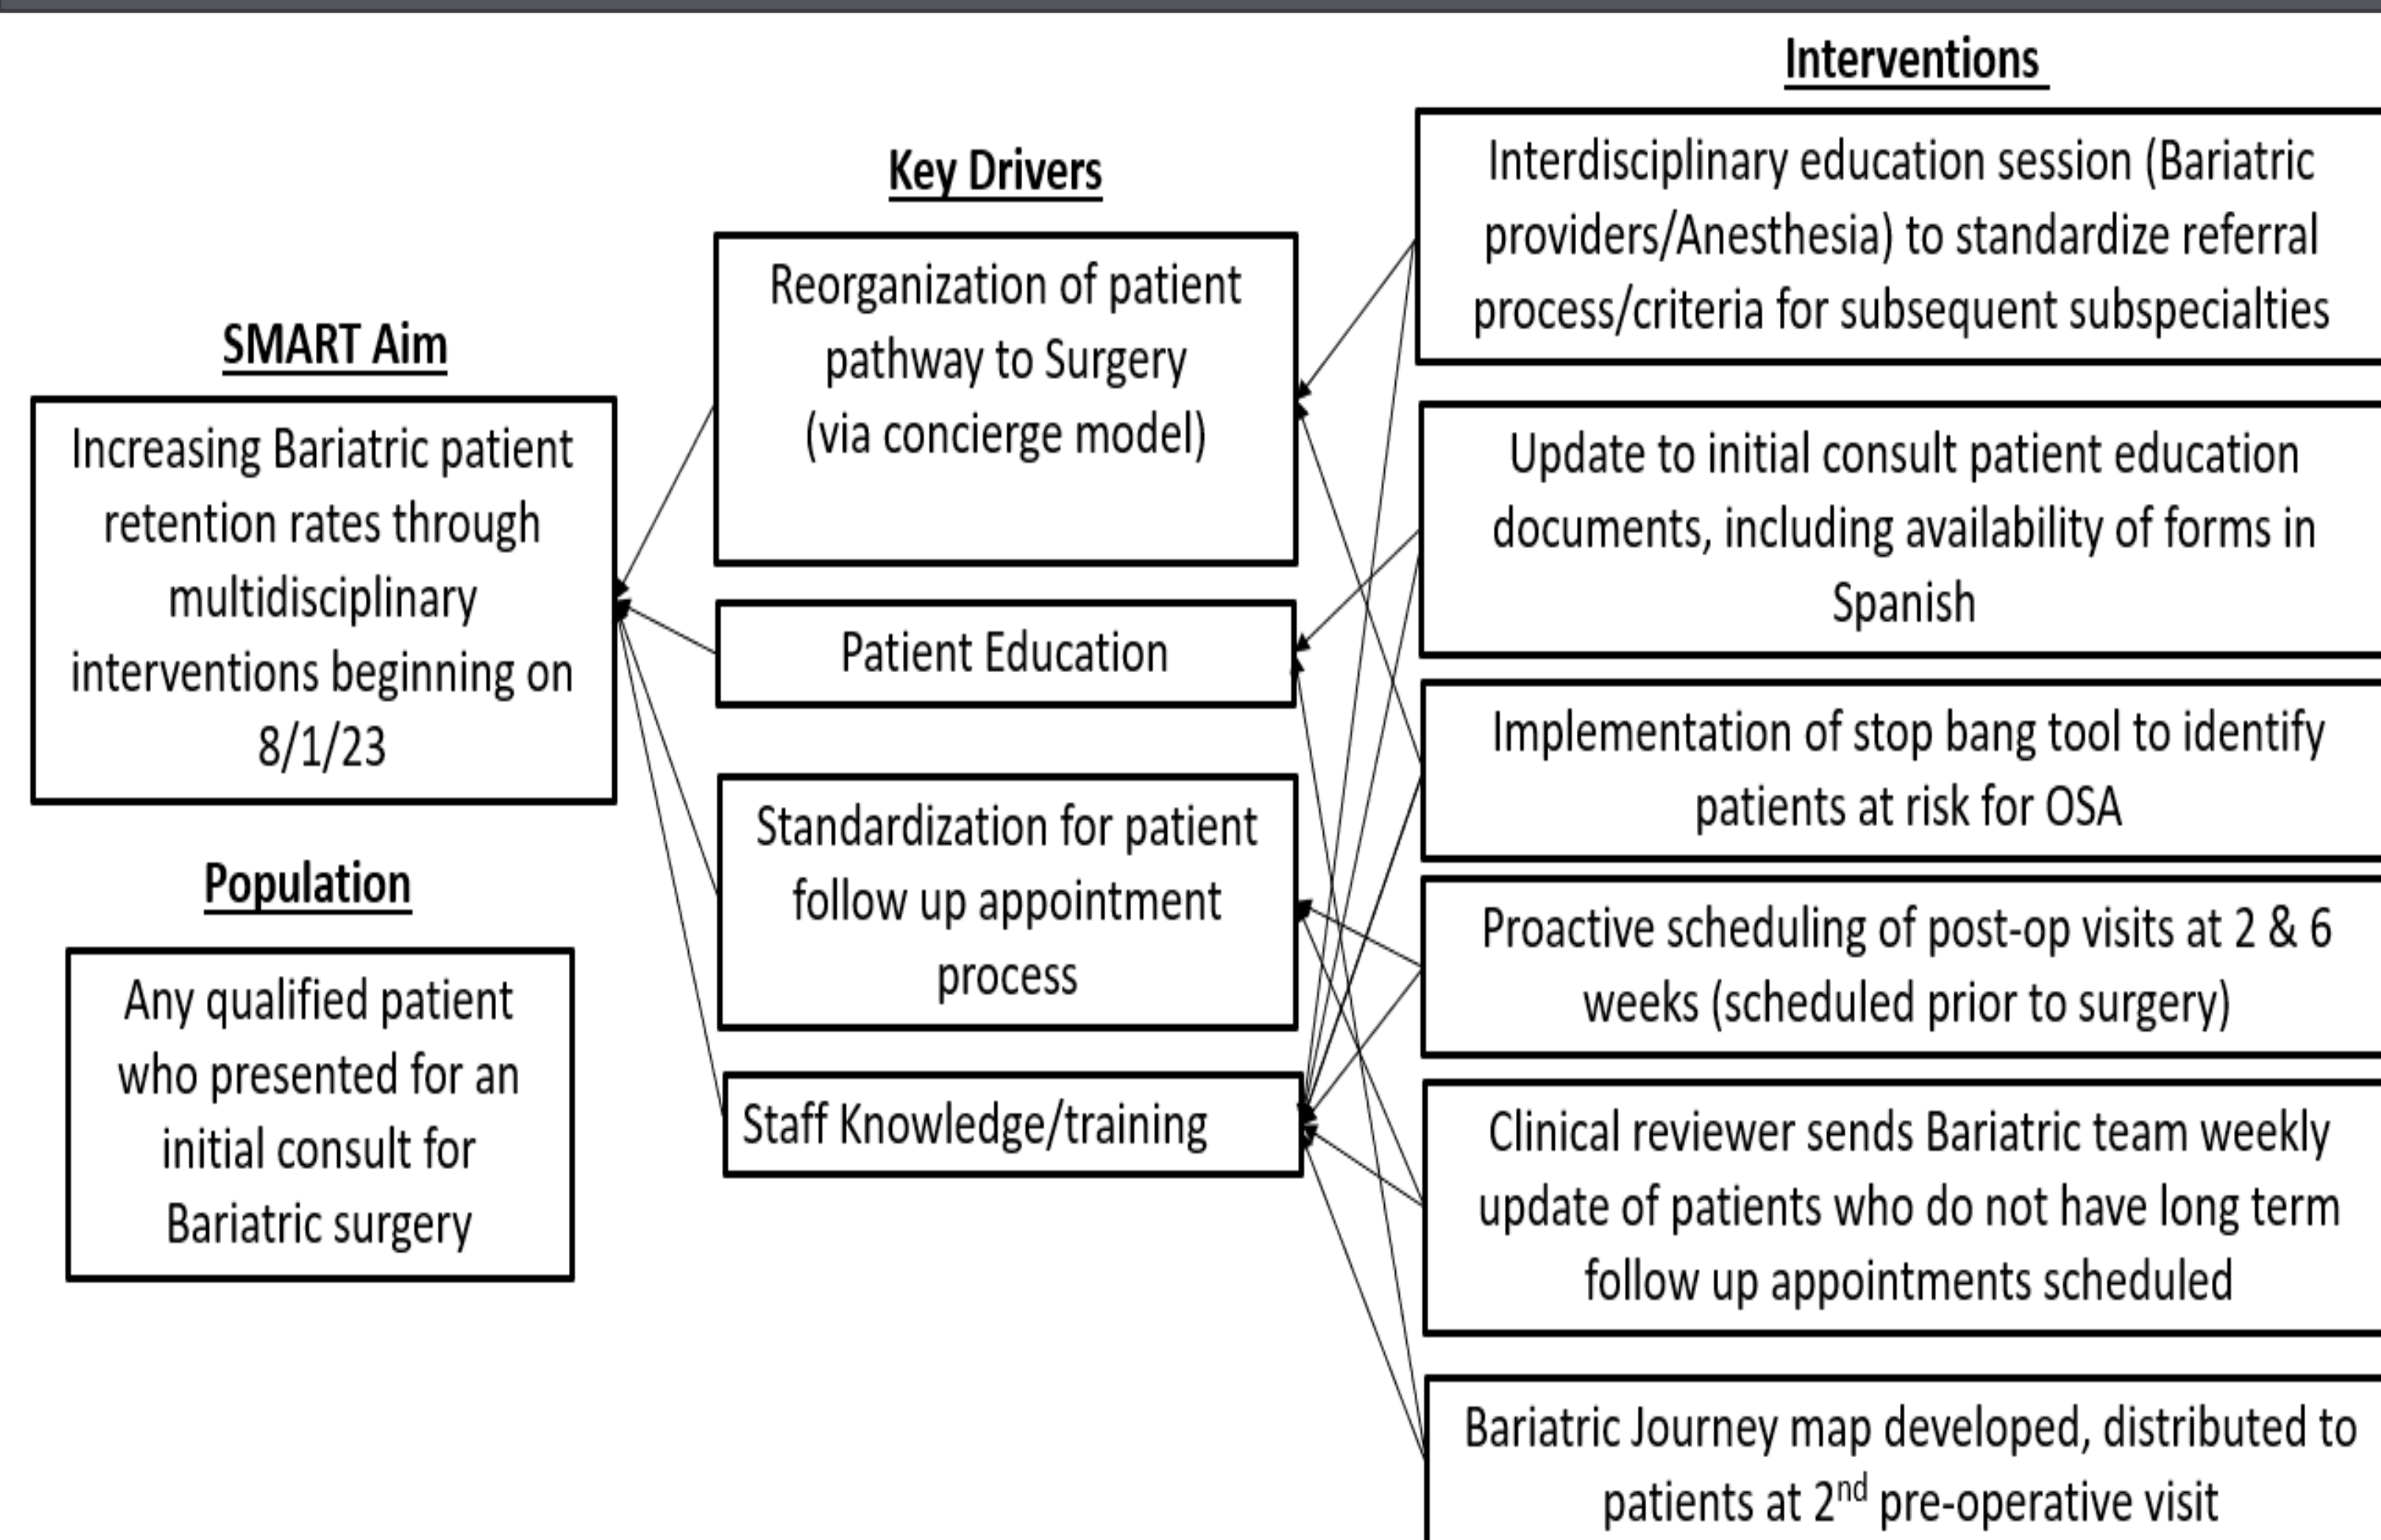 SMART Aim
Increasing Bariatric patient
retention rates through
multidisciplinary
interventions beginning on
8/1/23
Population
Any qualified patient
who presented for an
initial consult for
Bariatric surgery
Key Drivers
Reorganization of patient
pathway to Surgery
(via concierge model)
Patient Education
Standardization for patient
follow up appointment
process
Staff Knowledge/training
Interventions
Interdisciplinary education session (Bariatric
providers/Anesthesia) to standardize referral
process/criteria for subsequent subspecialties
Update to initial consult patient education
documents, including availability of forms in
Spanish
Implementation of stop bang tool to identify
patients at risk for OSA
Proactive scheduling of post-op visits at 2 & 6
weeks (scheduled prior to surgery)
Clinical reviewer sends Bariatric team weekly
update of patients who do not have long term
follow up appointments scheduled
Bariatric Journey map developed, distributed to
patients at 2nd pre-operative visit